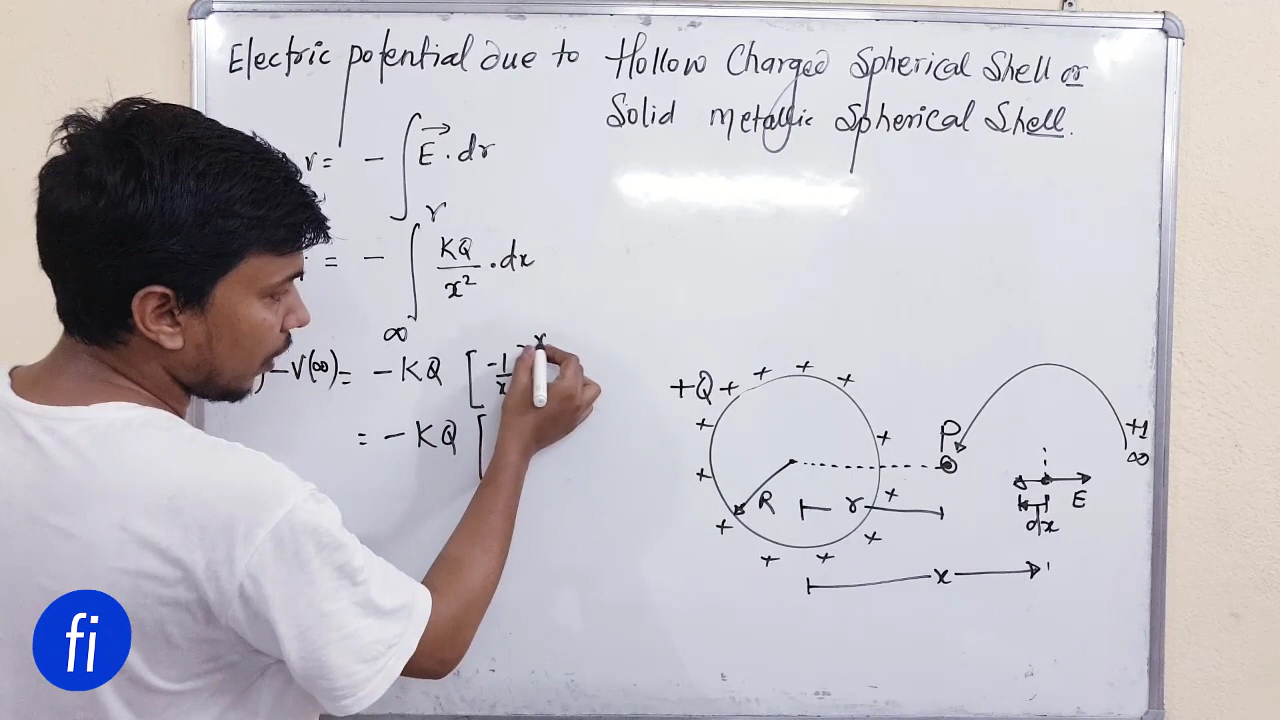 Electric potential due to Hollow Charged Spherical Shell or
Solid metallic Spherical Shell.
v = - ∫ E⃗ . dr
= - ∫ r ∞ KQ/x² . dx
- V(∞) = - KQ [ -1/x r
= - KQ [
+Q + + + + + + + + + + + + +
R
r
P
+1
∞
E
dx
x
fi